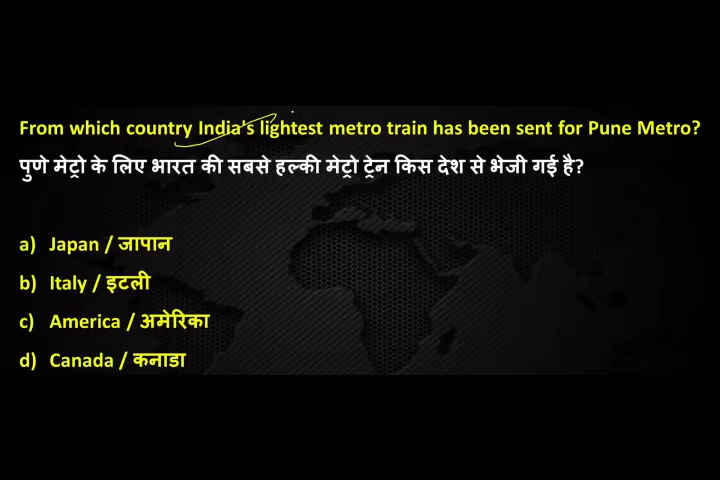 From which country India's lightest metro train has been sent for Pune Metro?
पुणे मेट्रो के लिए भारत की सबसे हल्की मेट्रो ट्रेन किस देश से भेजी गई है?
a) Japan / जापान
b) Italy / इटली
c) America / अमेरिका
d) Canada / कनाडा